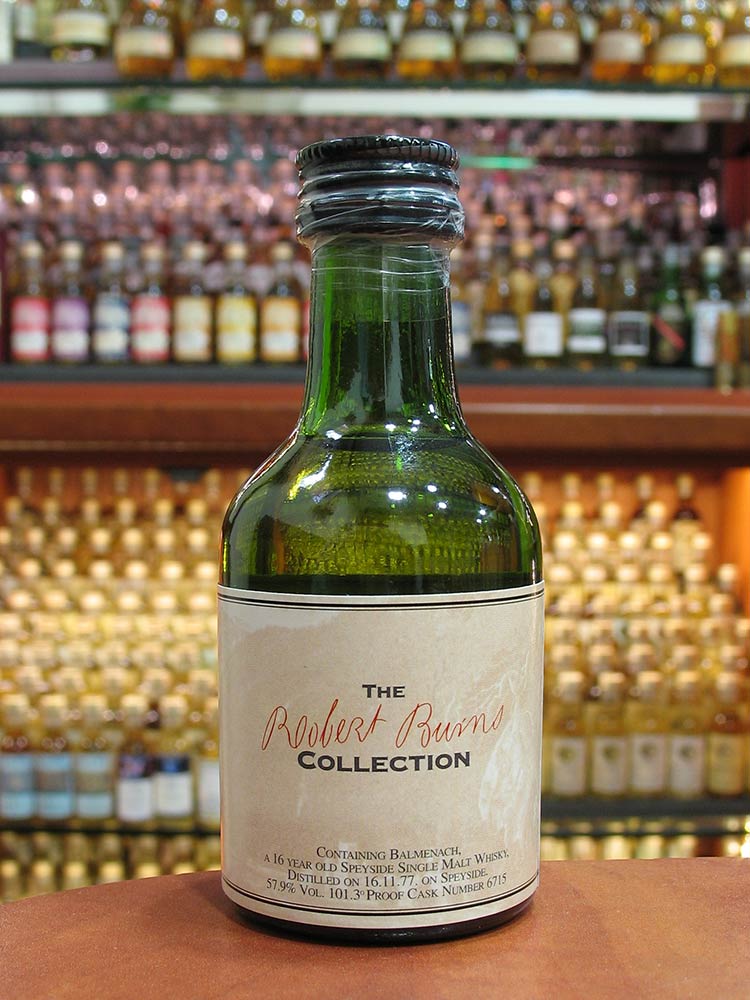 THE
Robert Burns
COLLECTION
CONTAINING BALMENACH,
A 16 YEAR OLD SPEYSIDE SINGLE MALT WHISKY,
DISTILLED ON 16.11.77. ON SPEYSIDE.
57.9% VOL. 101.3º PROOF CASK NUMBER 6715